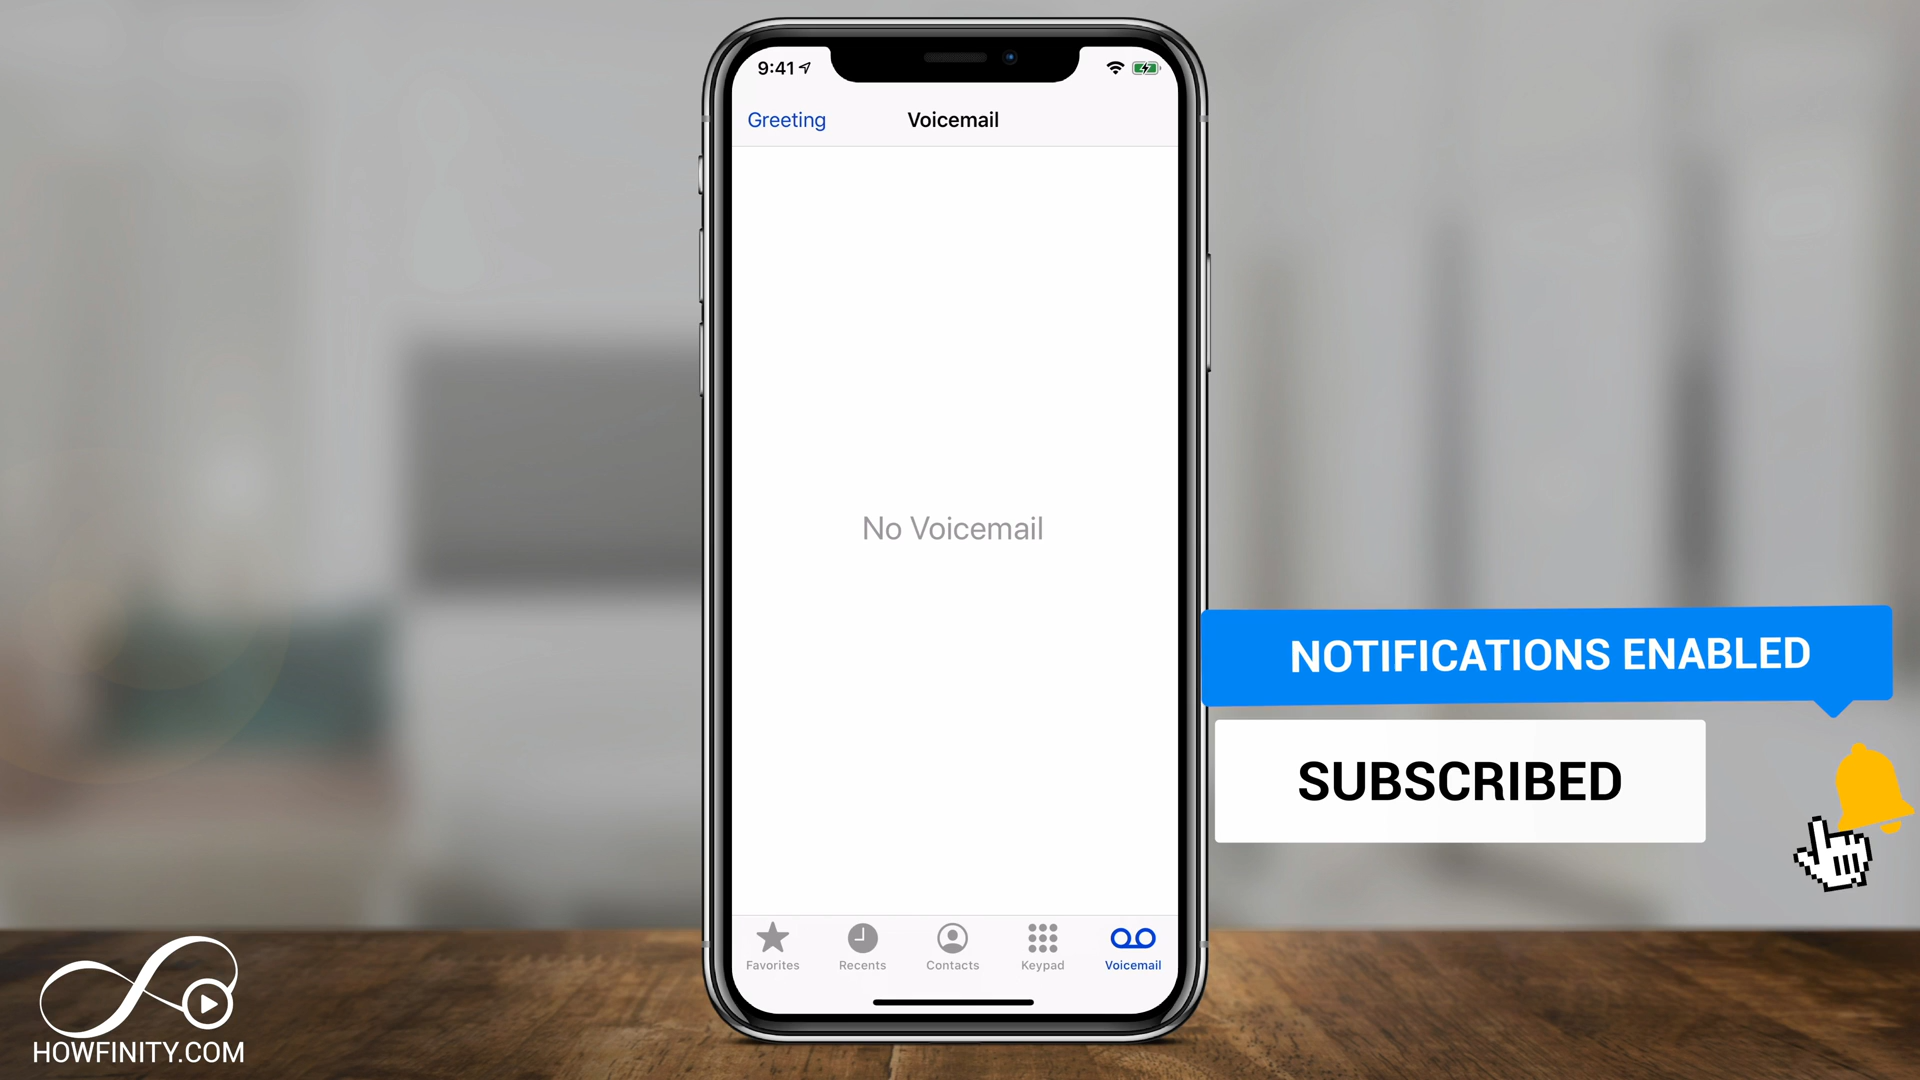 9:41
Greeting
Voicemail
No Voicemail
NOTIFICATIONS ENABLED
SUBSCRIBED
Favorites
Recents
Contacts
Keypad
Voicemail
HOWFINITY.COM